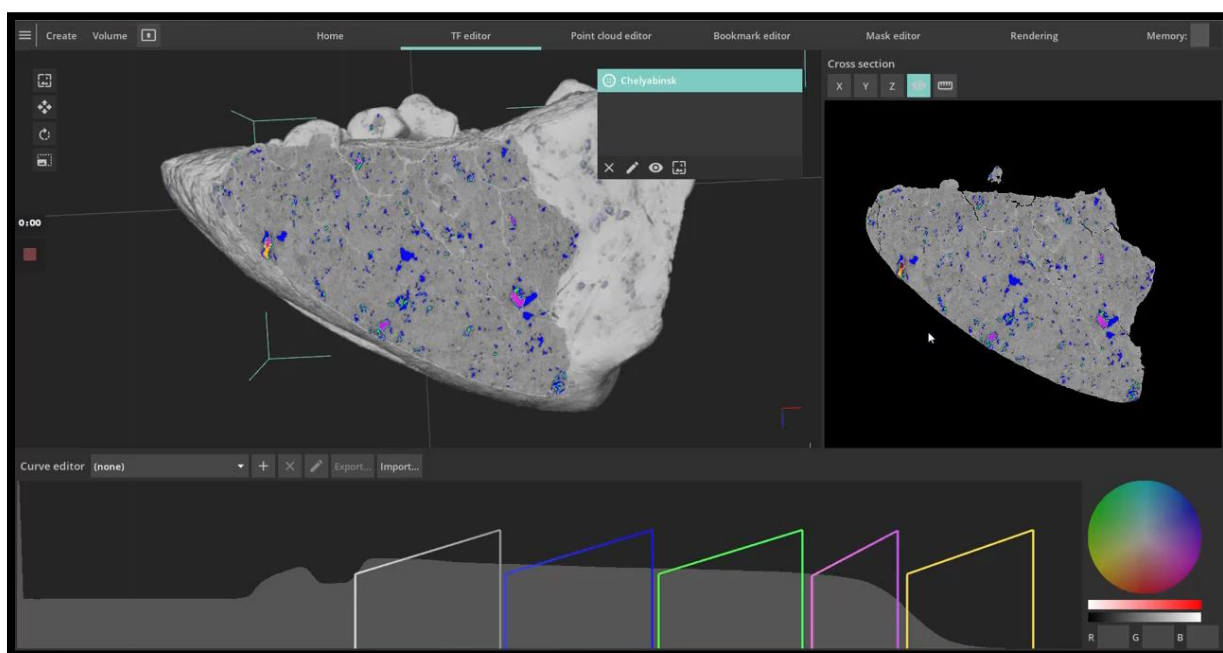 Create Volume Home TF editor Point cloud editor Bookmark editor Mask editor Rendering Memory:
Chelyabinsk
Cross section
X Y Z
0:00
Curve editor (none) Export... Import...
R G B